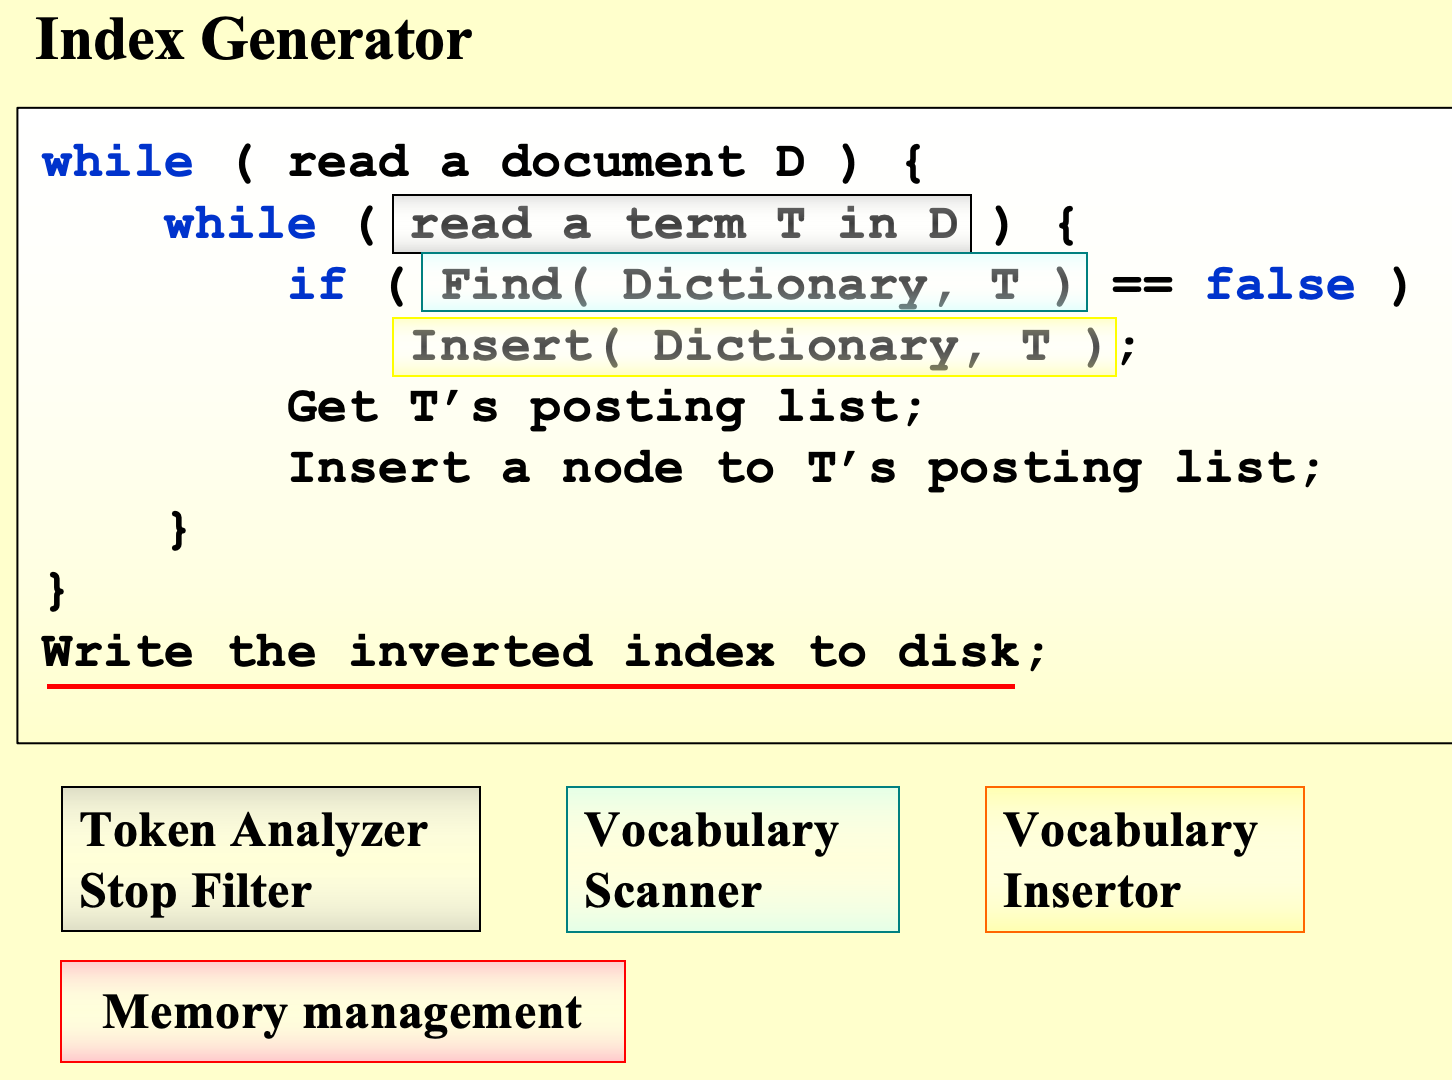 Index Generator
while ( read a document D ) {
while ( read a term T in D ) {
if ( Find( Dictionary, T ) == false )
Insert( Dictionary, T );
Get T’s posting list;
Insert a node to T’s posting list;
}
}
Write the inverted index to disk;
Token Analyzer
Stop Filter
Vocabulary
Scanner
Vocabulary
Insertor
Memory management